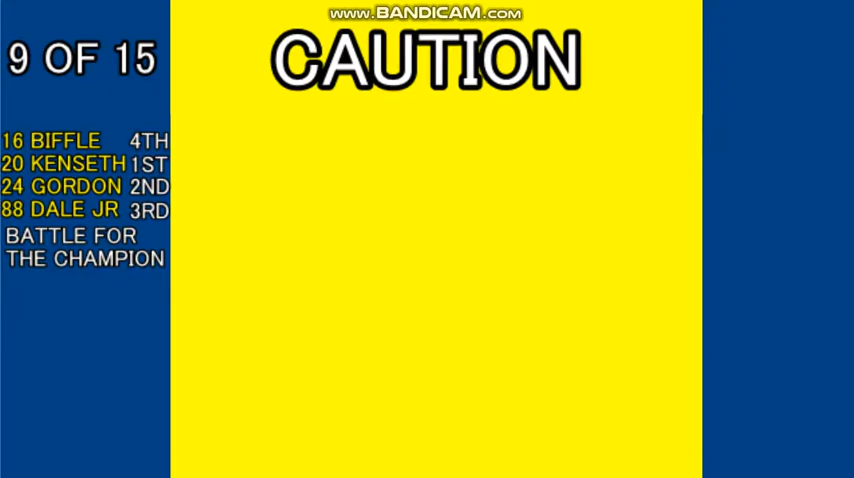 www.BANDICAM.com
CAUTION
9 OF 15
16 BIFFLE 4TH
20 KENSETH 1ST
24 GORDON 2ND
88 DALE JR 3RD
BATTLE FOR
THE CHAMPION